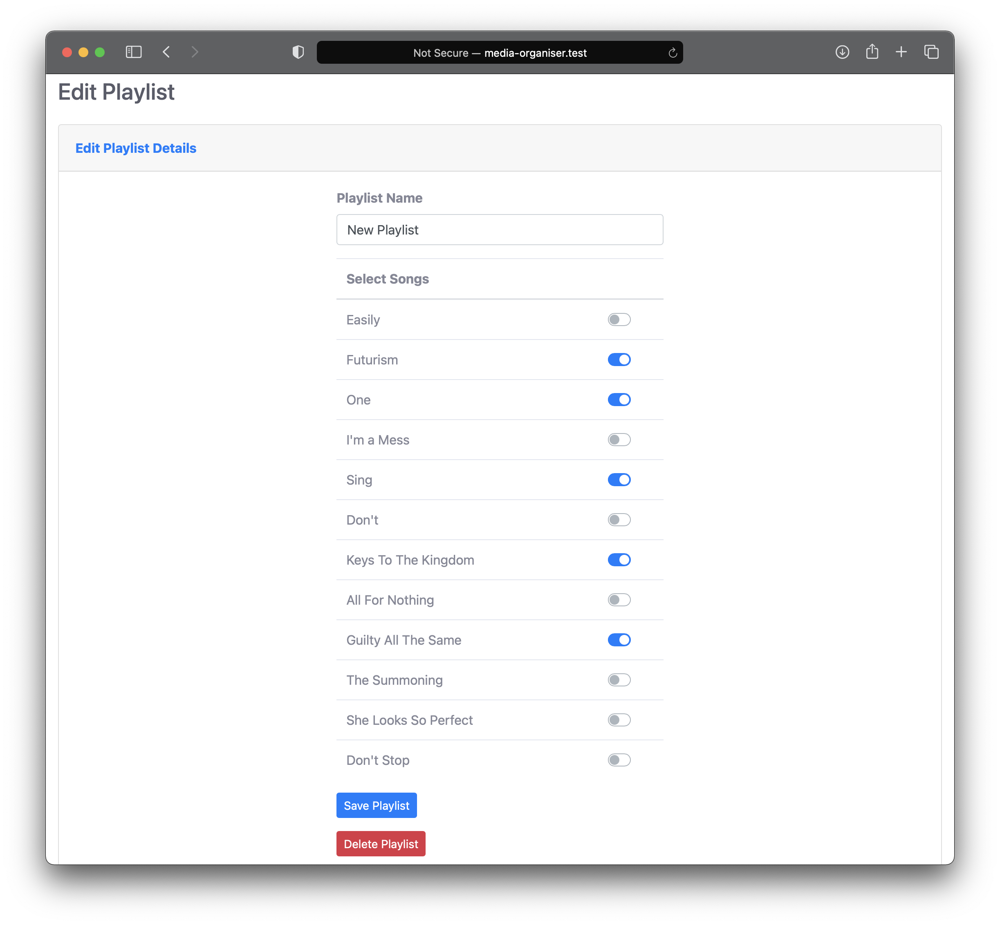 Not Secure — media-organiser.test
Edit Playlist
Edit Playlist Details
Playlist Name
New Playlist
Select Songs
Easily
Futurism
One
I'm a Mess
Sing
Don't
Keys To The Kingdom
All For Nothing
Guilty All The Same
The Summoning
She Looks So Perfect
Don't Stop
Save Playlist
Delete Playlist